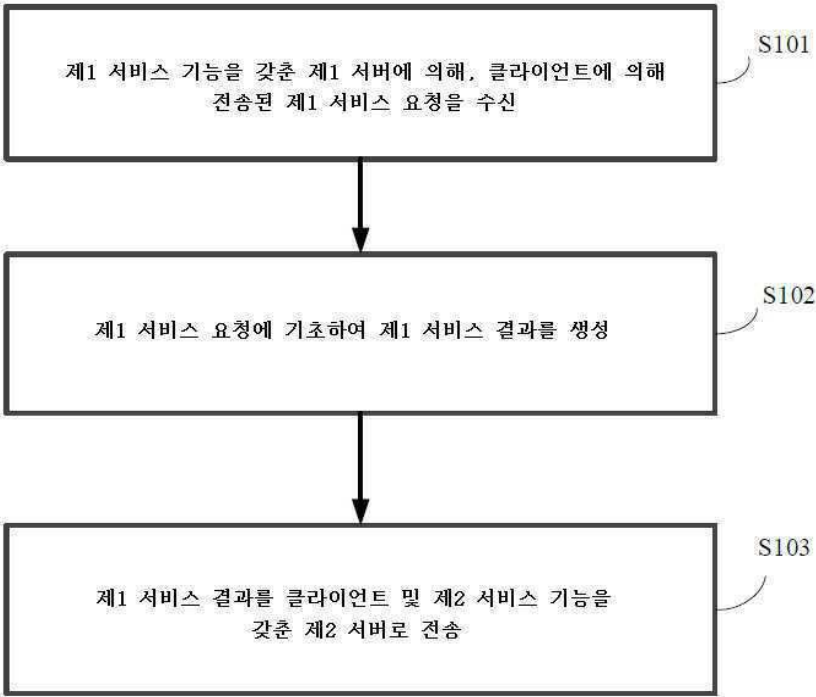 제1 서비스 기능을 갖춘 제1 서버에 의해, 클라이언트에 의해
전송된 제1 서비스 요청을 수신
S101
제1 서비스 요청에 기초하여 제1 서비스 결과를 생성
S102
제1 서비스 결과를 클라이언트 및 제2 서비스 기능을
갖춘 제2 서버로 전송
S103